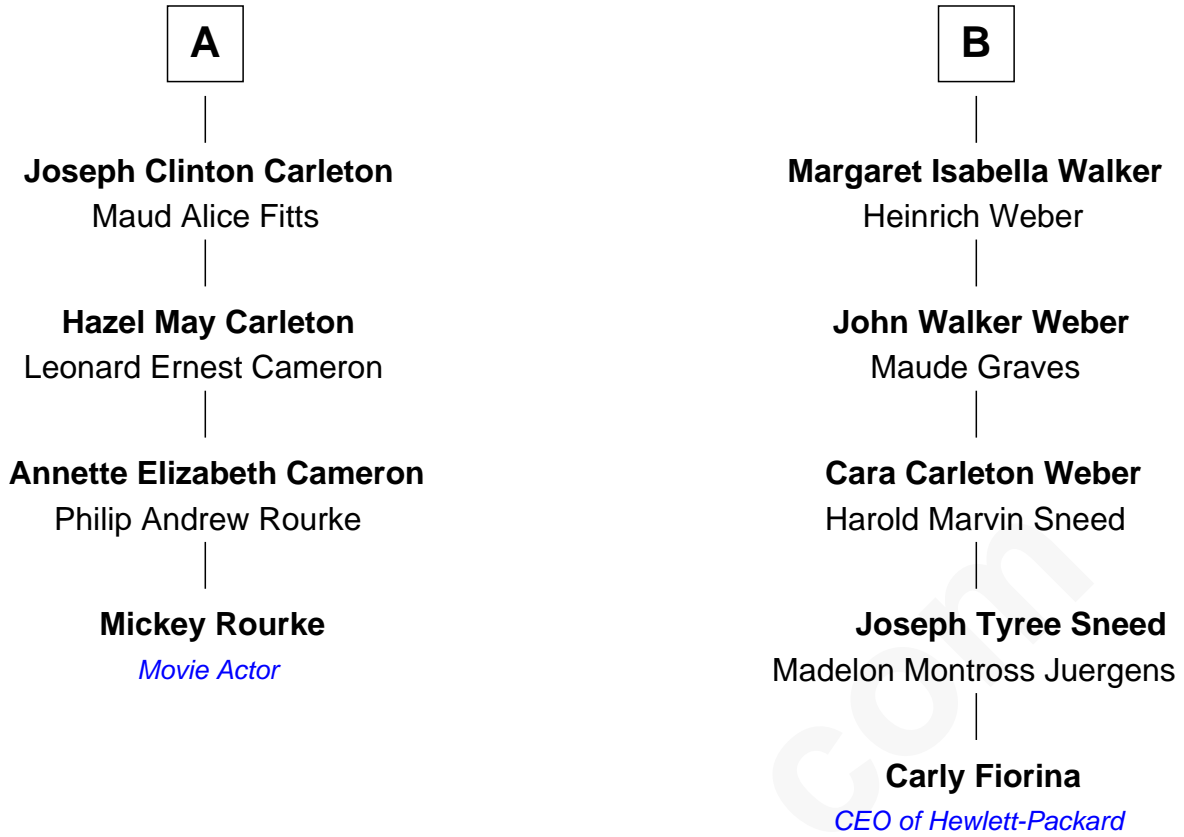 A
Joseph Clinton Carleton
Maud Alice Fitts
Hazel May Carleton
Leonard Ernest Cameron
Annette Elizabeth Cameron
Philip Andrew Rourke
Mickey Rourke
Movie Actor
B
Margaret Isabella Walker
Heinrich Weber
John Walker Weber
Maude Graves
Cara Carleton Weber
Harold Marvin Sneed
Joseph Tyree Sneed
Madelon Montross Juergens
Carly Fiorina
CEO of Hewlett-Packard
com